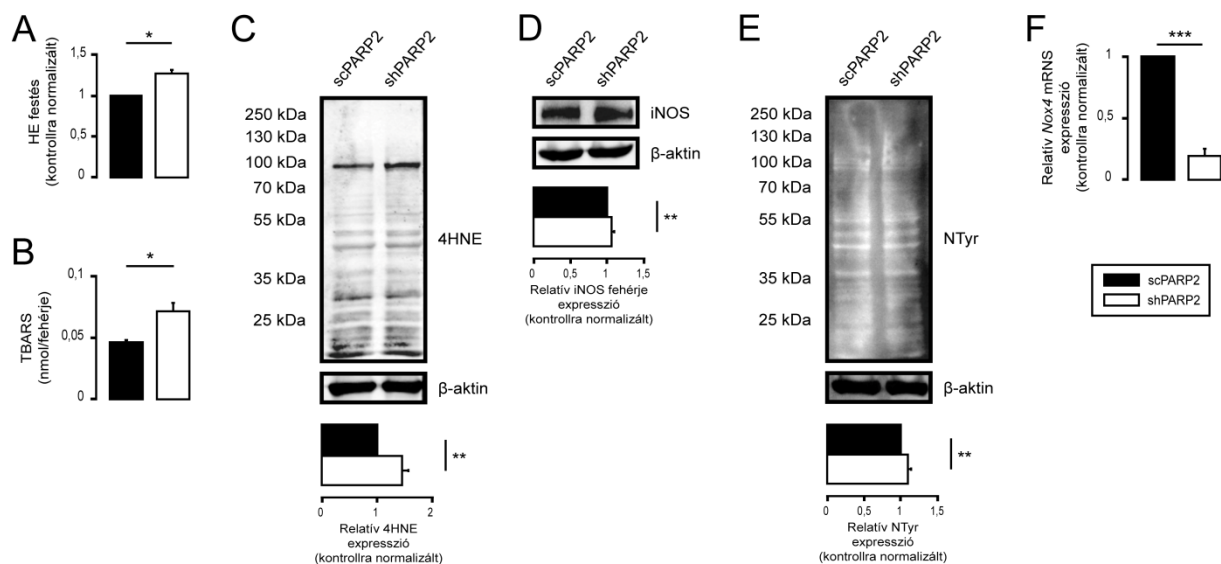 A
HE festés
(kontrollra normalizált)
1,5
1
0,5
0
*
B
TBARS
(nmol/fehérje)
0,1
0,05
0
*
C
scPARP2
shPARP2
250 kDa
130 kDa
100 kDa
70 kDa
55 kDa
35 kDa
25 kDa
4HNE
β-aktin
**
0 1 2
Relatív 4HNE
expresszió
(kontrollra normalizált)
D
scPARP2
shPARP2
iNOS
β-aktin
**
0 0,5 1 1,5
Relatív iNOS fehérje
expresszió
(kontrollra normalizált)
E
scPARP2
shPARP2
250 kDa
130 kDa
100 kDa
70 kDa
55 kDa
35 kDa
25 kDa
NTyr
β-aktin
**
0 0,5 1 1,5
Relatív NTyr
expresszió
(kontrollra normalizált)
F
Relatív Nox4 mRNS
expresszió
(kontrollra normalizált)
1
0,5
0
***
scPARP2
shPARP2